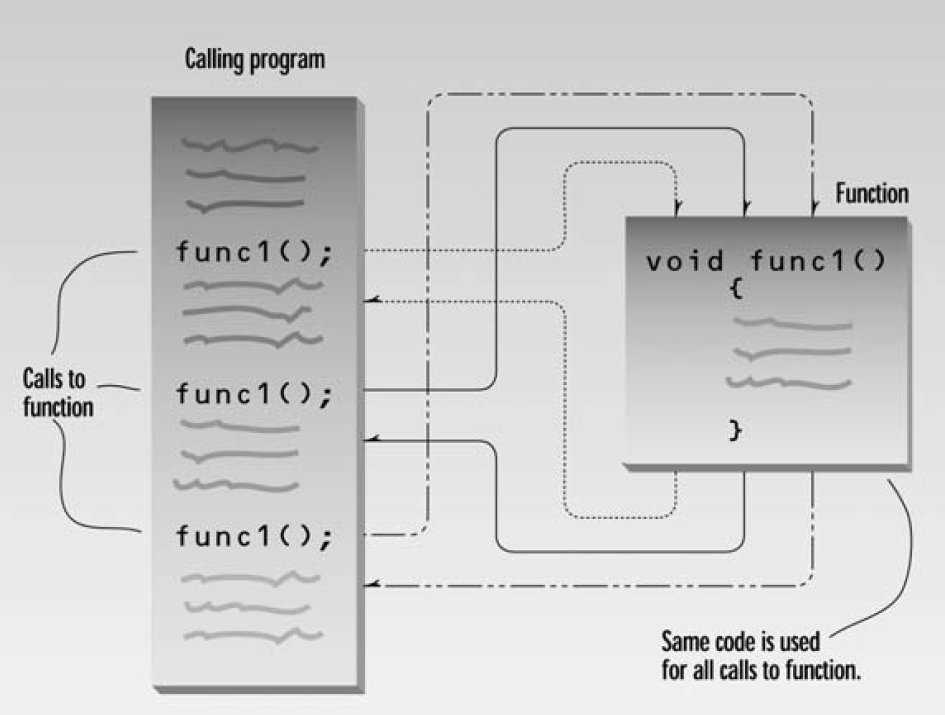 Calling program
Function
func1();
void func1()
{
Calls to
function
func1();
}
func1();
Same code is used
for all calls to function.